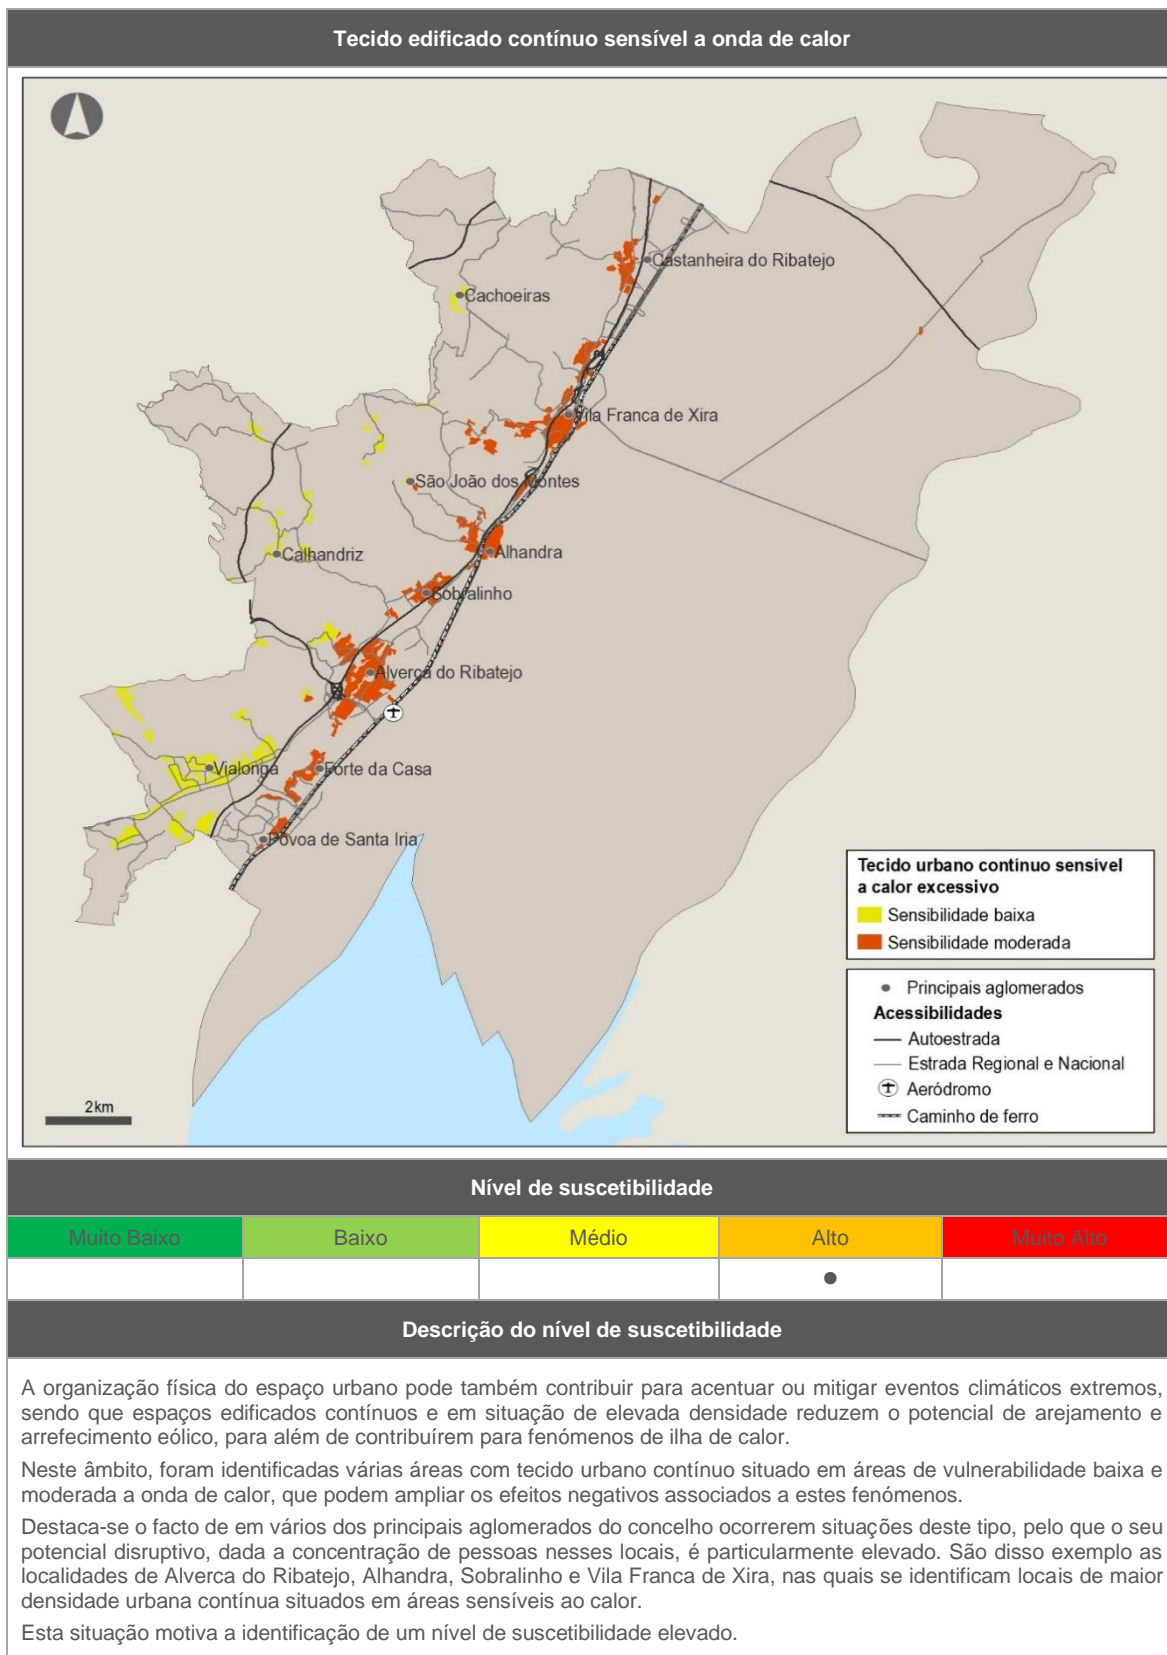 Tecido edificado contínuo sensível a onda de calor
Castanheira do Ribatejo
Cachoeiras
Vila Franca de Xira
São João dos Montes
Alhandra
Calhandriz
Sobralinho
Alverca do Ribatejo
Vialonga
Forte da Casa
Póvoa de Santa Iria
Tecido urbano contínuo sensível
a calor excessivo
Sensibilidade baixa
Sensibilidade moderada
Principais aglomerados
Acessibilidades
Autoestrada
Estrada Regional e Nacional
Aeródromo
Caminho de ferro
2km
Nível de suscetibilidade
Muito Baixo Baixo Médio Alto Muito Alto
Descrição do nível de suscetibilidade
A organização física do espaço urbano pode também contribuir para acentuar ou mitigar eventos climáticos extremos,
sendo que espaços edificados contínuos e em situação de elevada densidade reduzem o potencial de arejamento e
arrefecimento eólico, para além de contribuírem para fenómenos de ilha de calor.
Neste âmbito, foram identificadas várias áreas com tecido urbano contínuo situado em áreas de vulnerabilidade baixa e
moderada a onda de calor, que podem ampliar os efeitos negativos associados a estes fenómenos.
Destaca-se o facto de em vários dos principais aglomerados do concelho ocorrerem situações deste tipo, pelo que o seu
potencial disruptivo, dada a concentração de pessoas nesses locais, é particularmente elevado. São disso exemplo as
localidades de Alverca do Ribatejo, Alhandra, Sobralinho e Vila Franca de Xira, nas quais se identificam locais de maior
densidade urbana contínua situados em áreas sensíveis ao calor.
Esta situação motiva a identificação de um nível de suscetibilidade elevado.